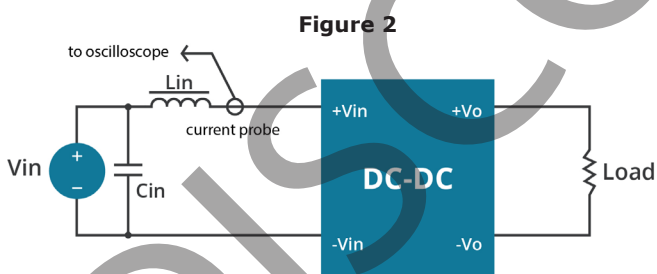 Figure 2
to oscilloscope
Lin
current probe
+Vin
+Vo
Vin
+
−
Cin
DC-DC
Load
-Vin
-Vo